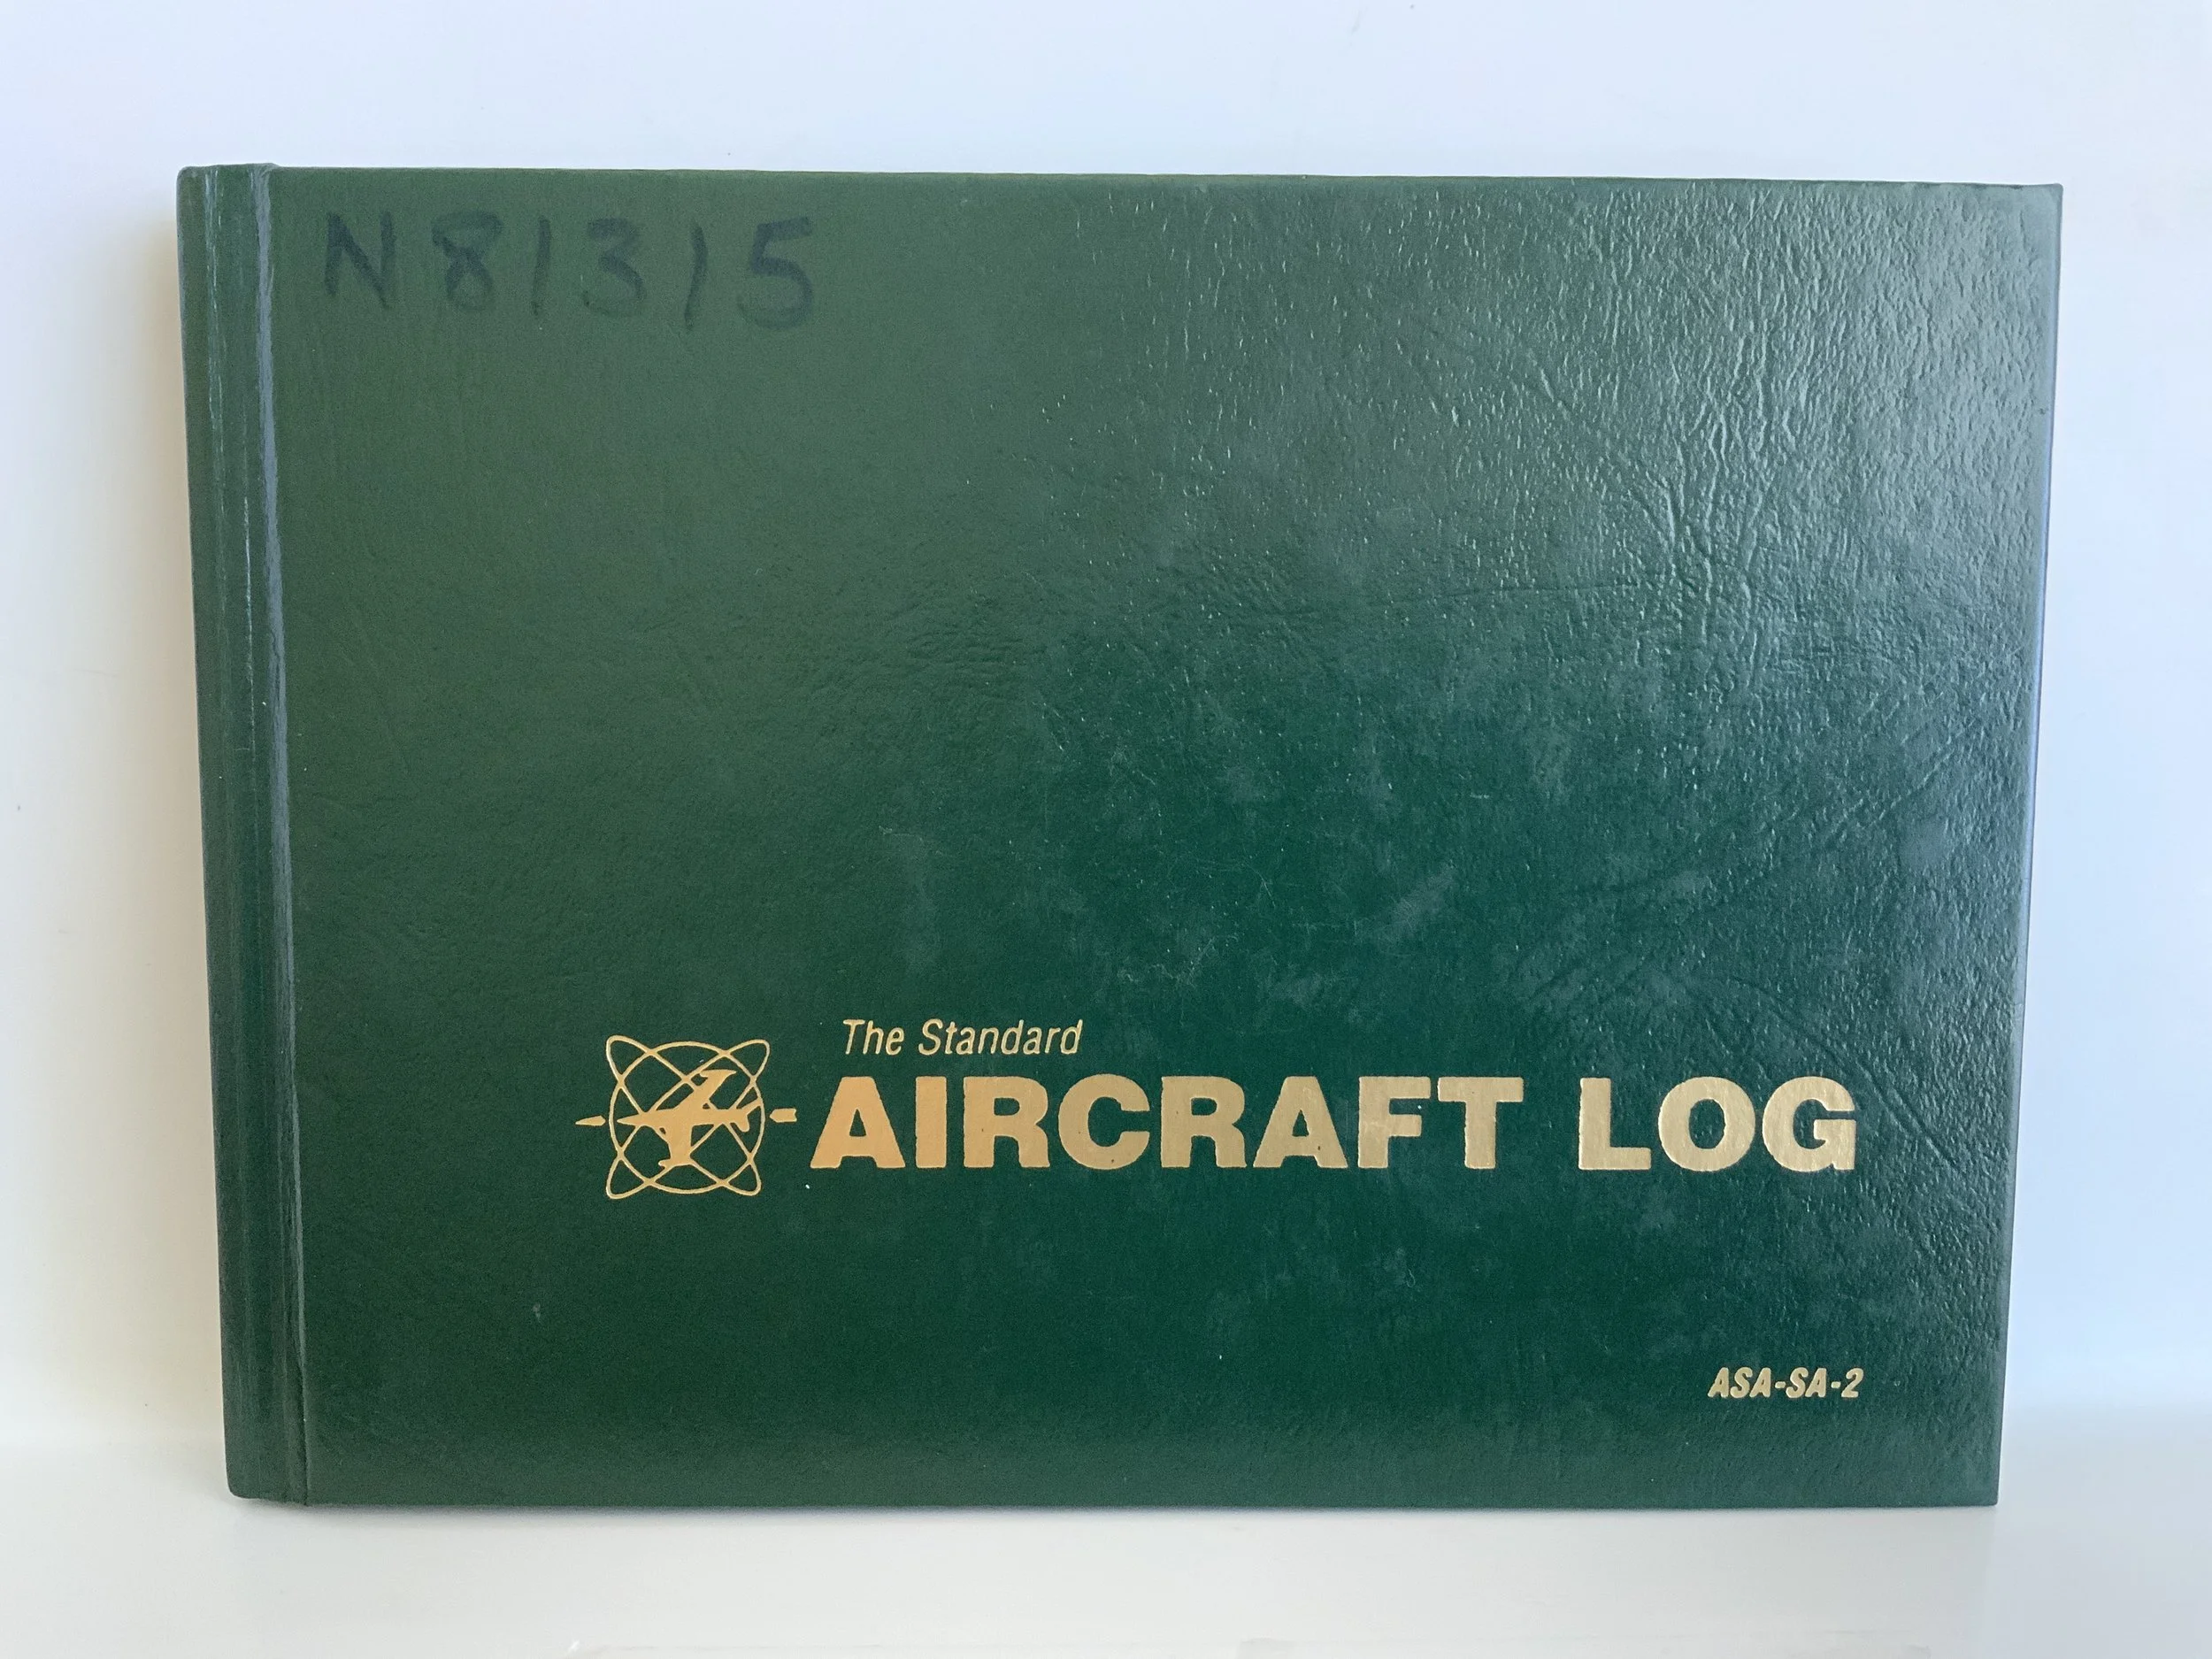 N81315
The Standard
AIRCRAFT LOG
ASA-SA-2